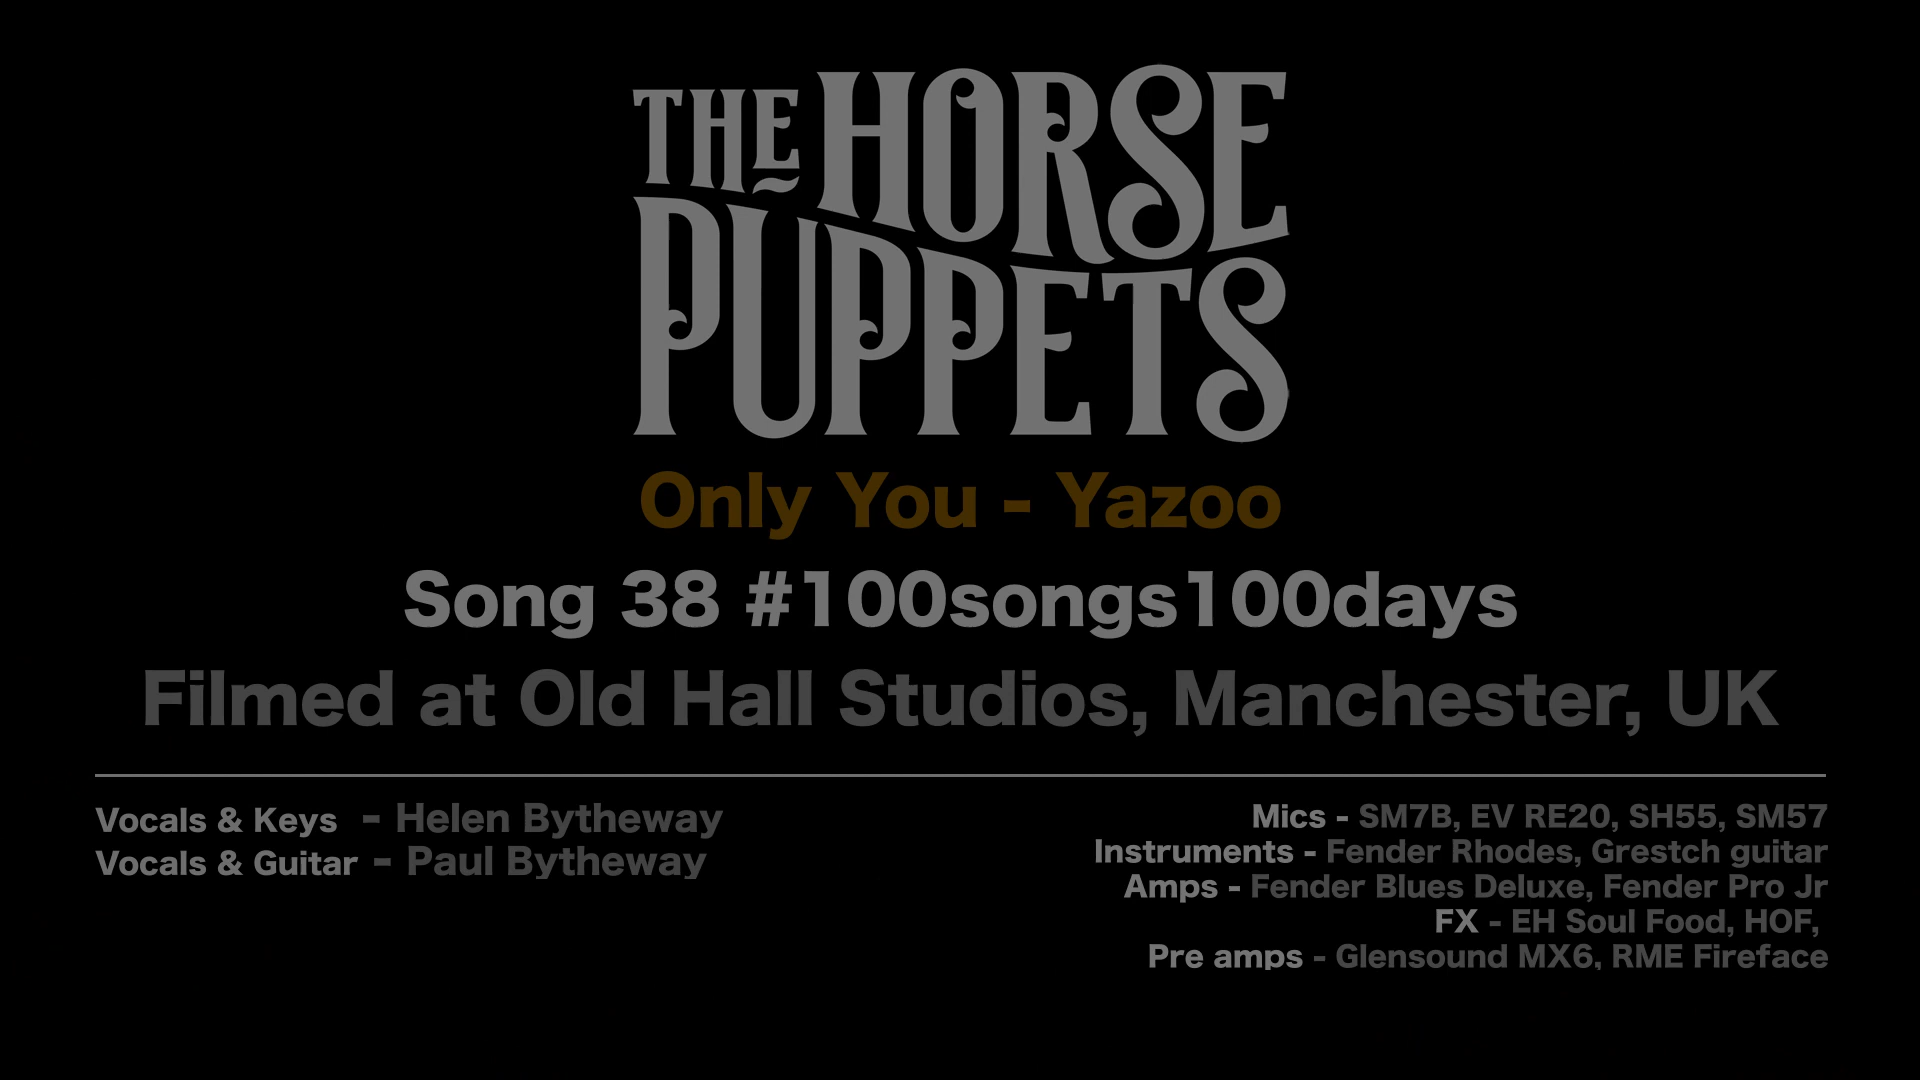 THE HORSE
PUPPETS
Only You - Yazoo
Song 38 #100songs100days
Filmed at Old Hall Studios, Manchester, UK
Vocals & Keys - Helen Bytheway
Vocals & Guitar - Paul Bytheway
Mics - SM7B, EV RE20, SH55, SM57
Instruments - Fender Rhodes, Grestch guitar
Amps - Fender Blues Deluxe, Fender Pro Jr
FX - EH Soul Food, HOF,
Pre amps - Glensound MX6, RME Fireface